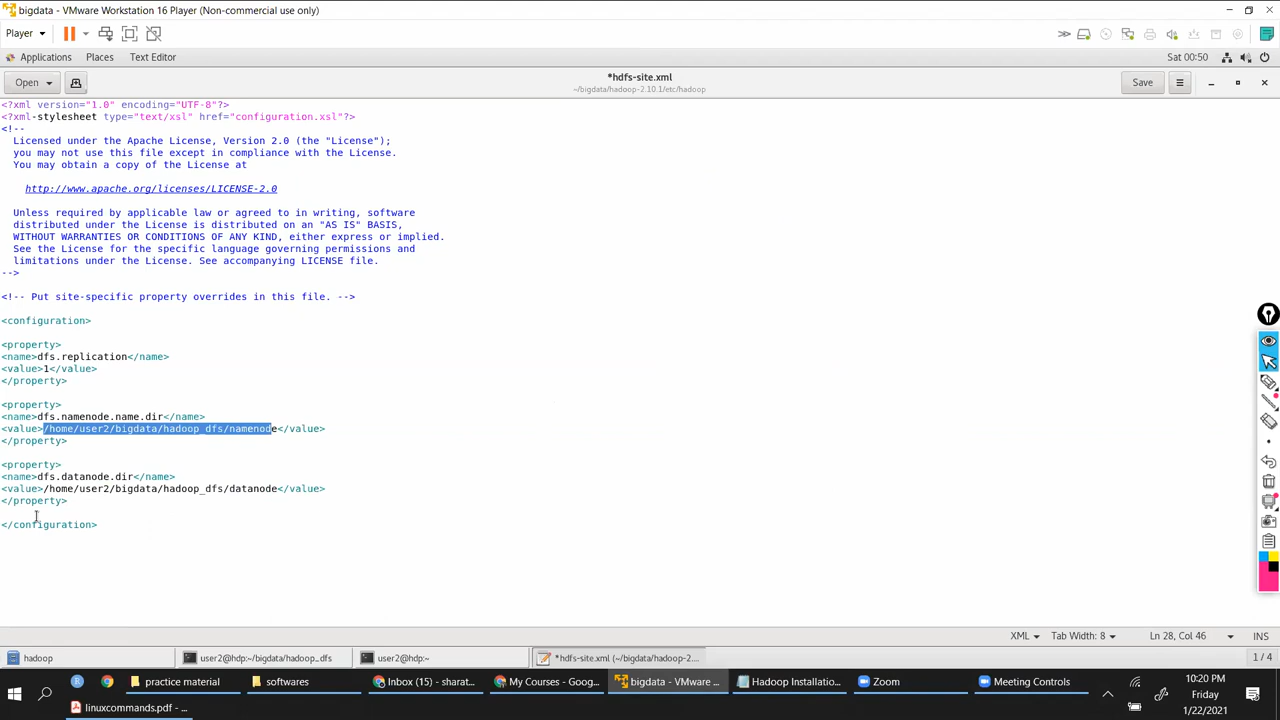 bigdata - VMware Workstation 16 Player (Non-commercial use only)
Player
Applications Places Text Editor Sat 00:50
Open *hdfs-site.xml Save
~/bigdata/hadoop-2.10.1/etc/hadoop
<?xml version="1.0" encoding="UTF-8"?>
<?xml-stylesheet type="text/xsl" href="configuration.xsl"?>
<!--
Licensed under the Apache License, Version 2.0 (the "License");
you may not use this file except in compliance with the License.
You may obtain a copy of the License at
http://www.apache.org/licenses/LICENSE-2.0
Unless required by applicable law or agreed to in writing, software
distributed under the License is distributed on an "AS IS" BASIS,
WITHOUT WARRANTIES OR CONDITIONS OF ANY KIND, either express or implied.
See the License for the specific language governing permissions and
limitations under the License. See accompanying LICENSE file.
-->
<!-- Put site-specific property overrides in this file. -->
<configuration>
<property>
<name>dfs.replication</name>
<value>1</value>
</property>
<property>
<name>dfs.namenode.name.dir</name>
<value>/home/user2/bigdata/hadoop_dfs/namenode</value>
</property>
<property>
<name>dfs.datanode.dir</name>
<value>/home/user2/bigdata/hadoop_dfs/datanode</value>
</property>
</configuration>
XML Tab Width: 8 Ln 28, Col 46 INS
hadoop user2@hdp:~/bigdata/hadoop_dfs user2@hdp:~ *hdfs-site.xml (~/bigdata/hadoop-2... 1 / 4
practice material softwares Inbox (15) - sharat... My Courses - Goog... bigdata - VMware ... Hadoop Installatio... Zoom Meeting Controls
10:20 PM
Friday
1/22/2021
linuxcommands.pdf - ...